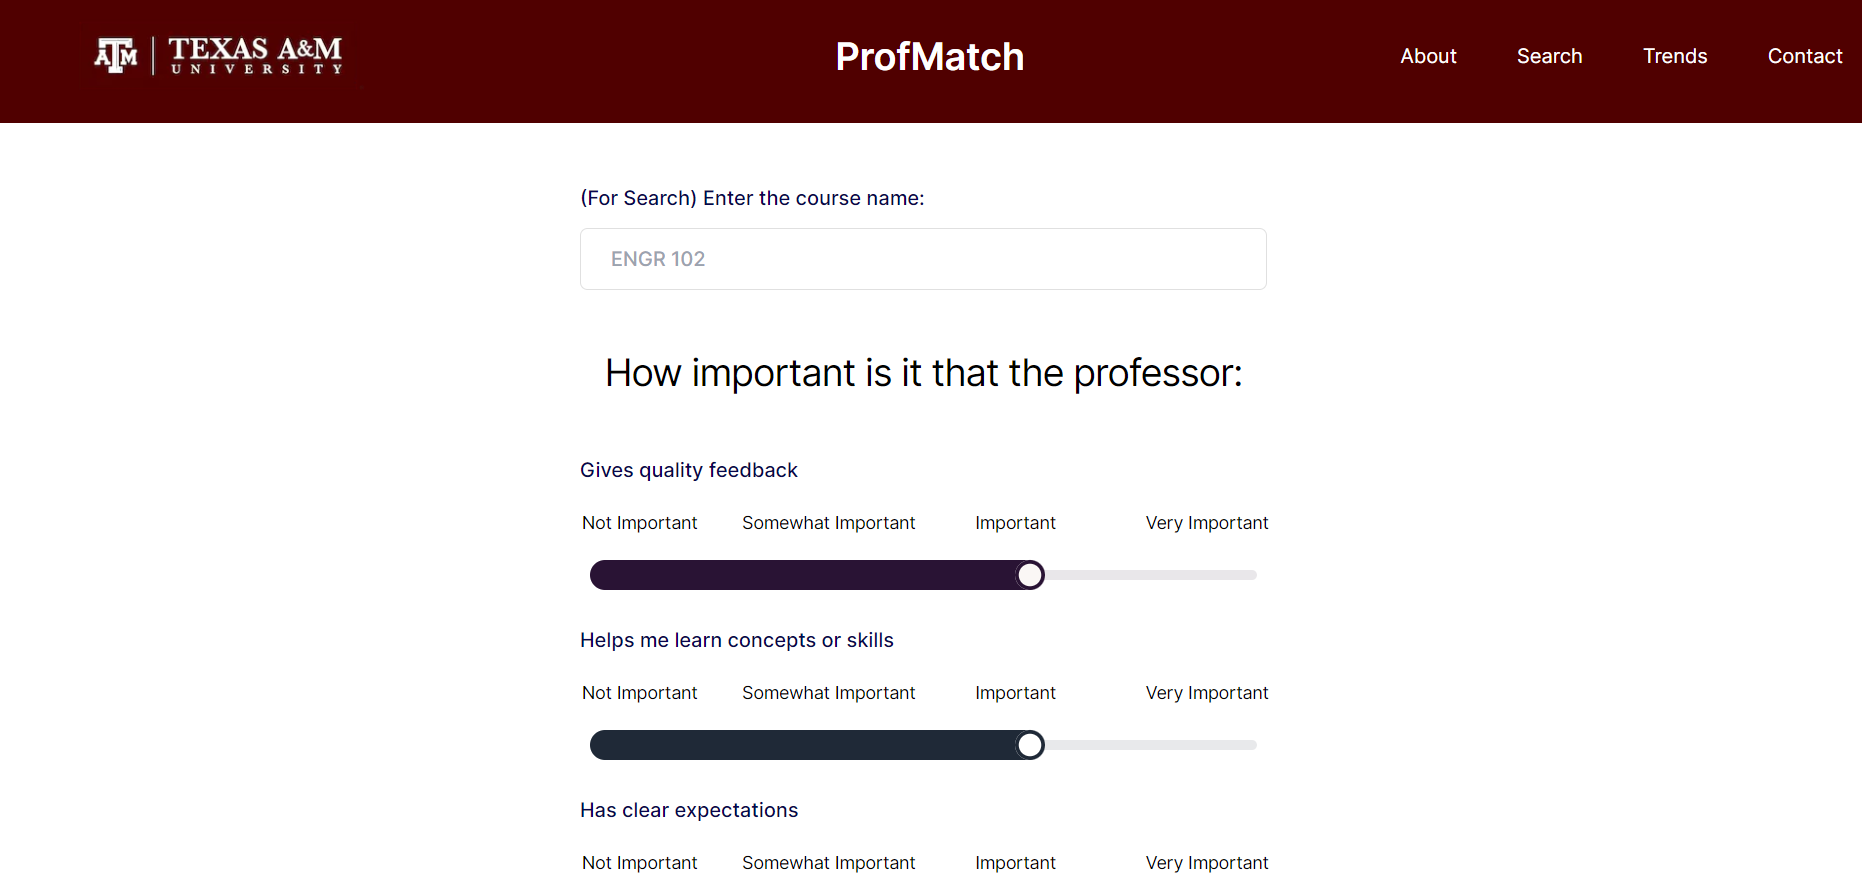 ATM TEXAS A&M
UNIVERSITY
ProfMatch
About Search Trends Contact
(For Search) Enter the course name:
ENGR 102
How important is it that the professor:
Gives quality feedback
Not Important Somewhat Important Important Very Important
Helps me learn concepts or skills
Not Important Somewhat Important Important Very Important
Has clear expectations
Not Important Somewhat Important Important Very Important